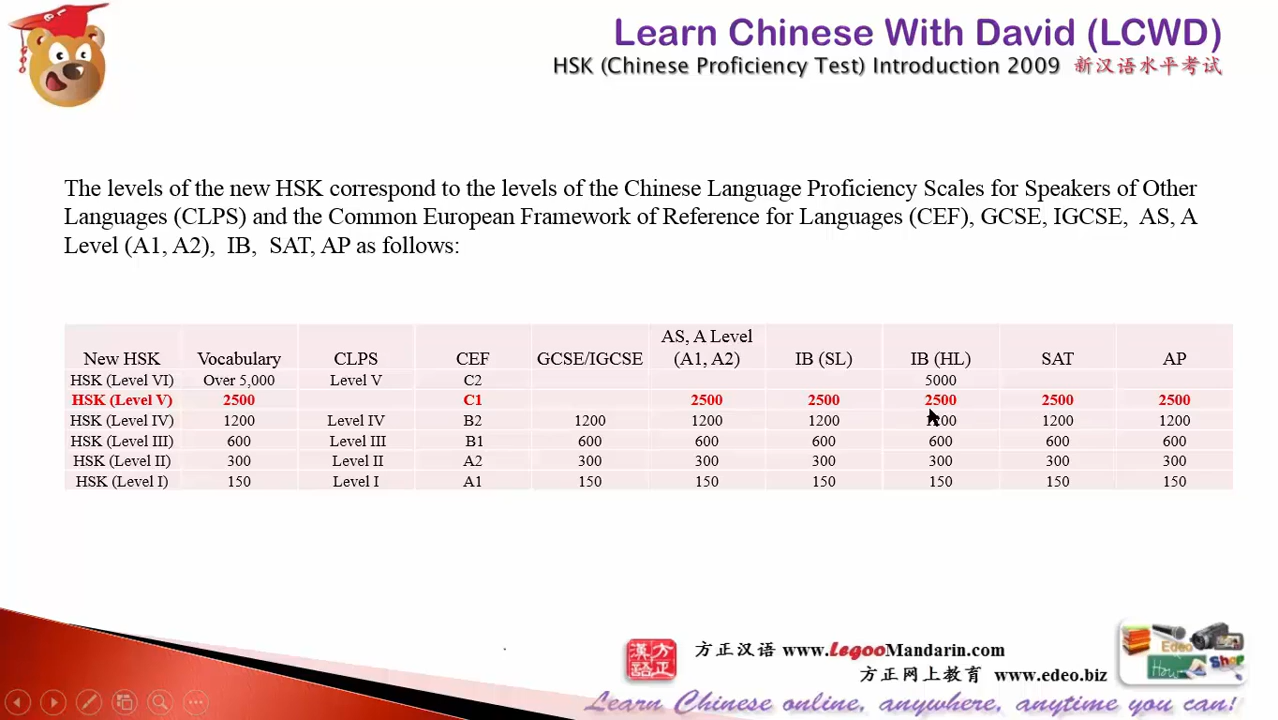 Learn Chinese With David (LCWD)
HSK (Chinese Proficiency Test) Introduction 2009 新汉语水平考试
The levels of the new HSK correspond to the levels of the Chinese Language Proficiency Scales for Speakers of Other
Languages (CLPS) and the Common European Framework of Reference for Languages (CEF), GCSE, IGCSE, AS, A
Level (A1, A2), IB, SAT, AP as follows:
AS, A Level
New HSK Vocabulary CLPS CEF GCSE/IGCSE (A1, A2) IB (SL) IB (HL) SAT AP
HSK (Level VI) Over 5,000 Level V C2 5000
HSK (Level V) 2500 C1 2500 2500 2500 2500 2500
HSK (Level IV) 1200 Level IV B2 1200 1200 1200 1200 1200 1200
HSK (Level III) 600 Level III B1 600 600 600 600 600 600
HSK (Level II) 300 Level II A2 300 300 300 300 300 300
HSK (Level I) 150 Level I A1 150 150 150 150 150 150
漢方
語正
方正汉语 www.LegooMandarin.com
方正网上教育 www.edeo.biz
Edeo
How
Shop
Learn Chinese online, anywhere, anytime you can!